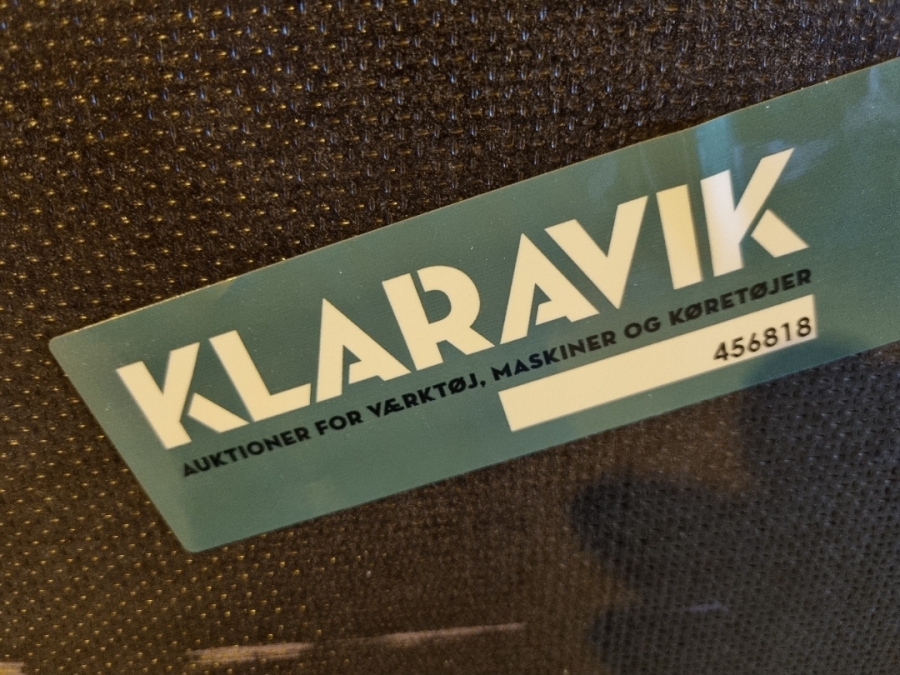 KLARAVIK
AUKTIONER FOR VÆRKTØJ, MASKINER OG KØRETØJER
456818